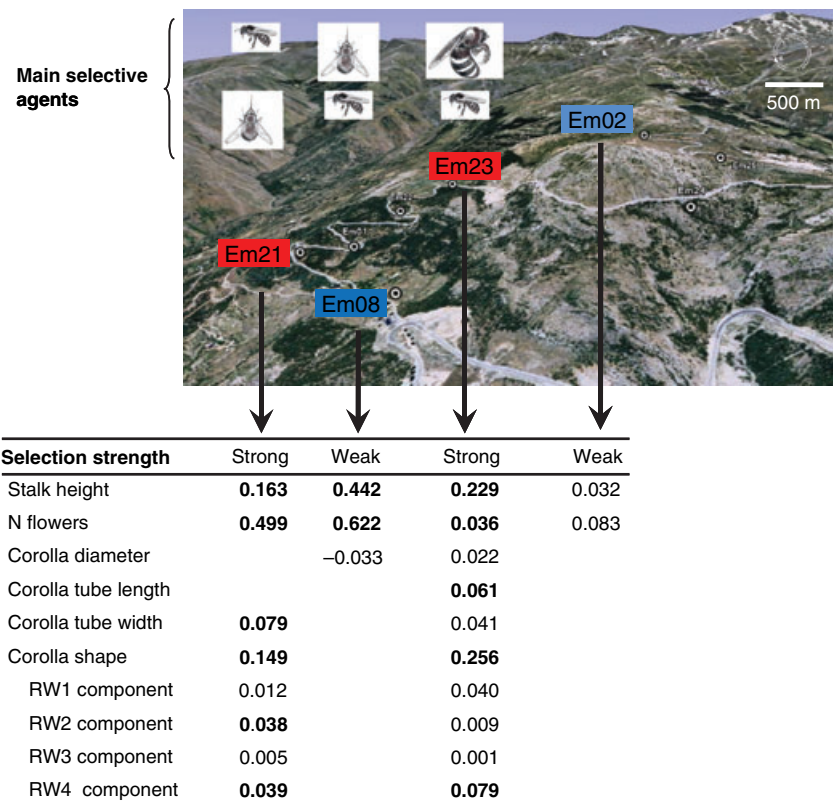 Main selective
agents
500 m
Em02
Em23
Em24
Em21
Em08
Selection strength Strong Weak Strong Weak
Stalk height 0.163 0.442 0.229 0.032
N flowers 0.499 0.622 0.036 0.083
Corolla diameter –0.033 0.022
Corolla tube length 0.061
Corolla tube width 0.079 0.041
Corolla shape 0.149 0.256
RW1 component 0.012 0.040
RW2 component 0.038 0.009
RW3 component 0.005 0.001
RW4 component 0.039 0.079